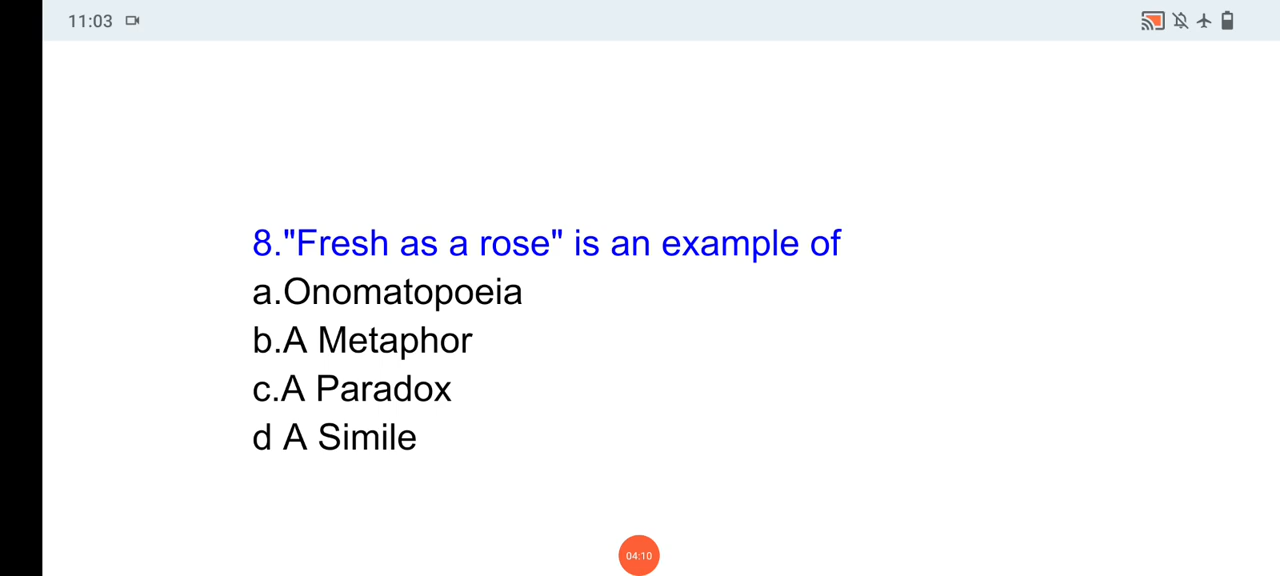 11:03
8."Fresh as a rose" is an example of
a.Onomatopoeia
b.A Metaphor
c.A Paradox
d A Simile
04:10